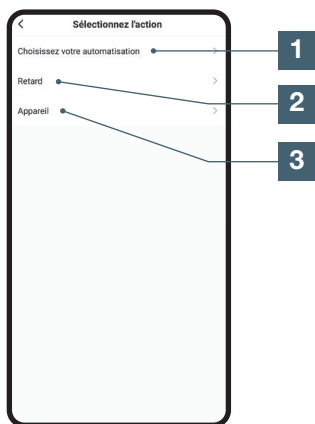 Sélectionnez l'action
Choisissez votre automatisation
1
Retard
2
Appareil
3